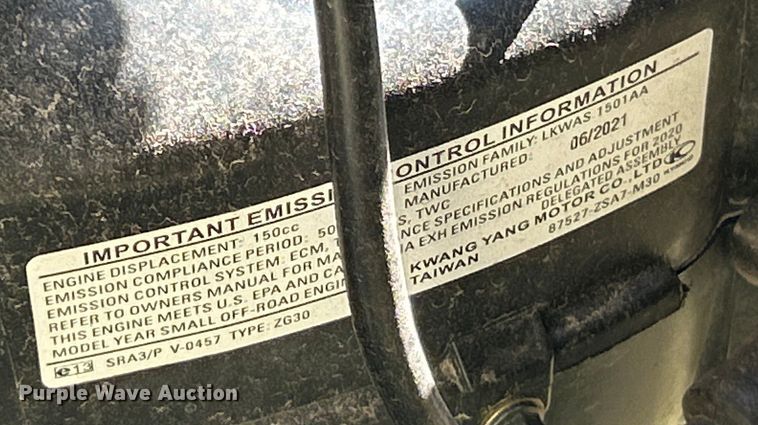 IMPORTANT EMISSI ONTROL INFORMATION
ENGINE DISPLACEMENT: 150cc EMISSION FAMILY: LKWAS 1501AA
EMISSION COMPLIANCE PERIOD: 50 MANUFACTURED: 06/2021
EMISSION CONTROL SYSTEM: ECM, S, TWC
REFER TO OWNERS MANUAL FOR MA NCE SPECIFICATIONS AND ADJUSTMENT
THIS ENGINE MEETS U.S. EPA AND CA A EXH EMISSION REGULATIONS FOR 2020
MODEL YEAR SMALL OFF-ROAD ENGIN DELEGATED ASSEMBLY
KWANG YANG MOTOR CO., LTD.
TAIWAN 87527-ZSA7-M30
e13 SRA3/P V-0457 TYPE: ZG30
Purple Wave Auction